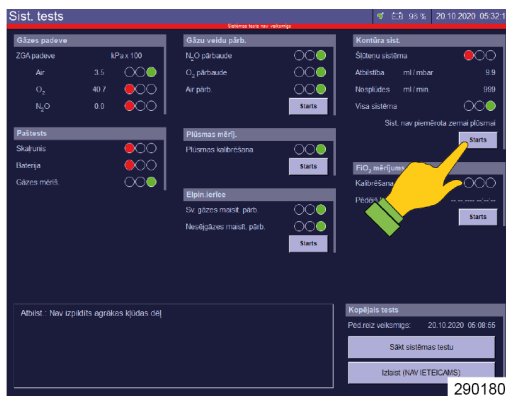 Sist. tests
96 %
20.10.2020 05:32:1
Sistēmas tests nav veiksmīgs
Gāzes padeve
ZGA padeve kPa x 100
Air 3.5
O₂ 40.7
N₂O 0.0
Paštests
Skaļrunis
Baterija
Gāzes mērīš.
Gāzu veidu pārb.
N₂O pārbaude
O₂ pārbaude
Air pārb.
Starts
Plūsmas mērīj.
Plūsmas kalibrēšana
Starts
Elpin.ierīce
Sv. gāzes maisīt. pārb.
Nesējgāzes maisīt. pārb.
Starts
Kontūra sist.
Šļūteņu sistēma
Atbilstība ml / mbar 9.9
Nosplūdes ml / min. 999
Visa sistēma
Sist. nav piemērota zemai plūsmai
Starts
FiO₂ mērījums
Kalibrēšana
Starts
Atbilst.: Nav izpildīts agrākas kļūdas dēļ
Kopējais tests
Pēd.reiz veiksmīgs: 20.10.2020 05:08:55
Sākt sistēmas testu
Izlaist (NAV IETEICAMS)
290180